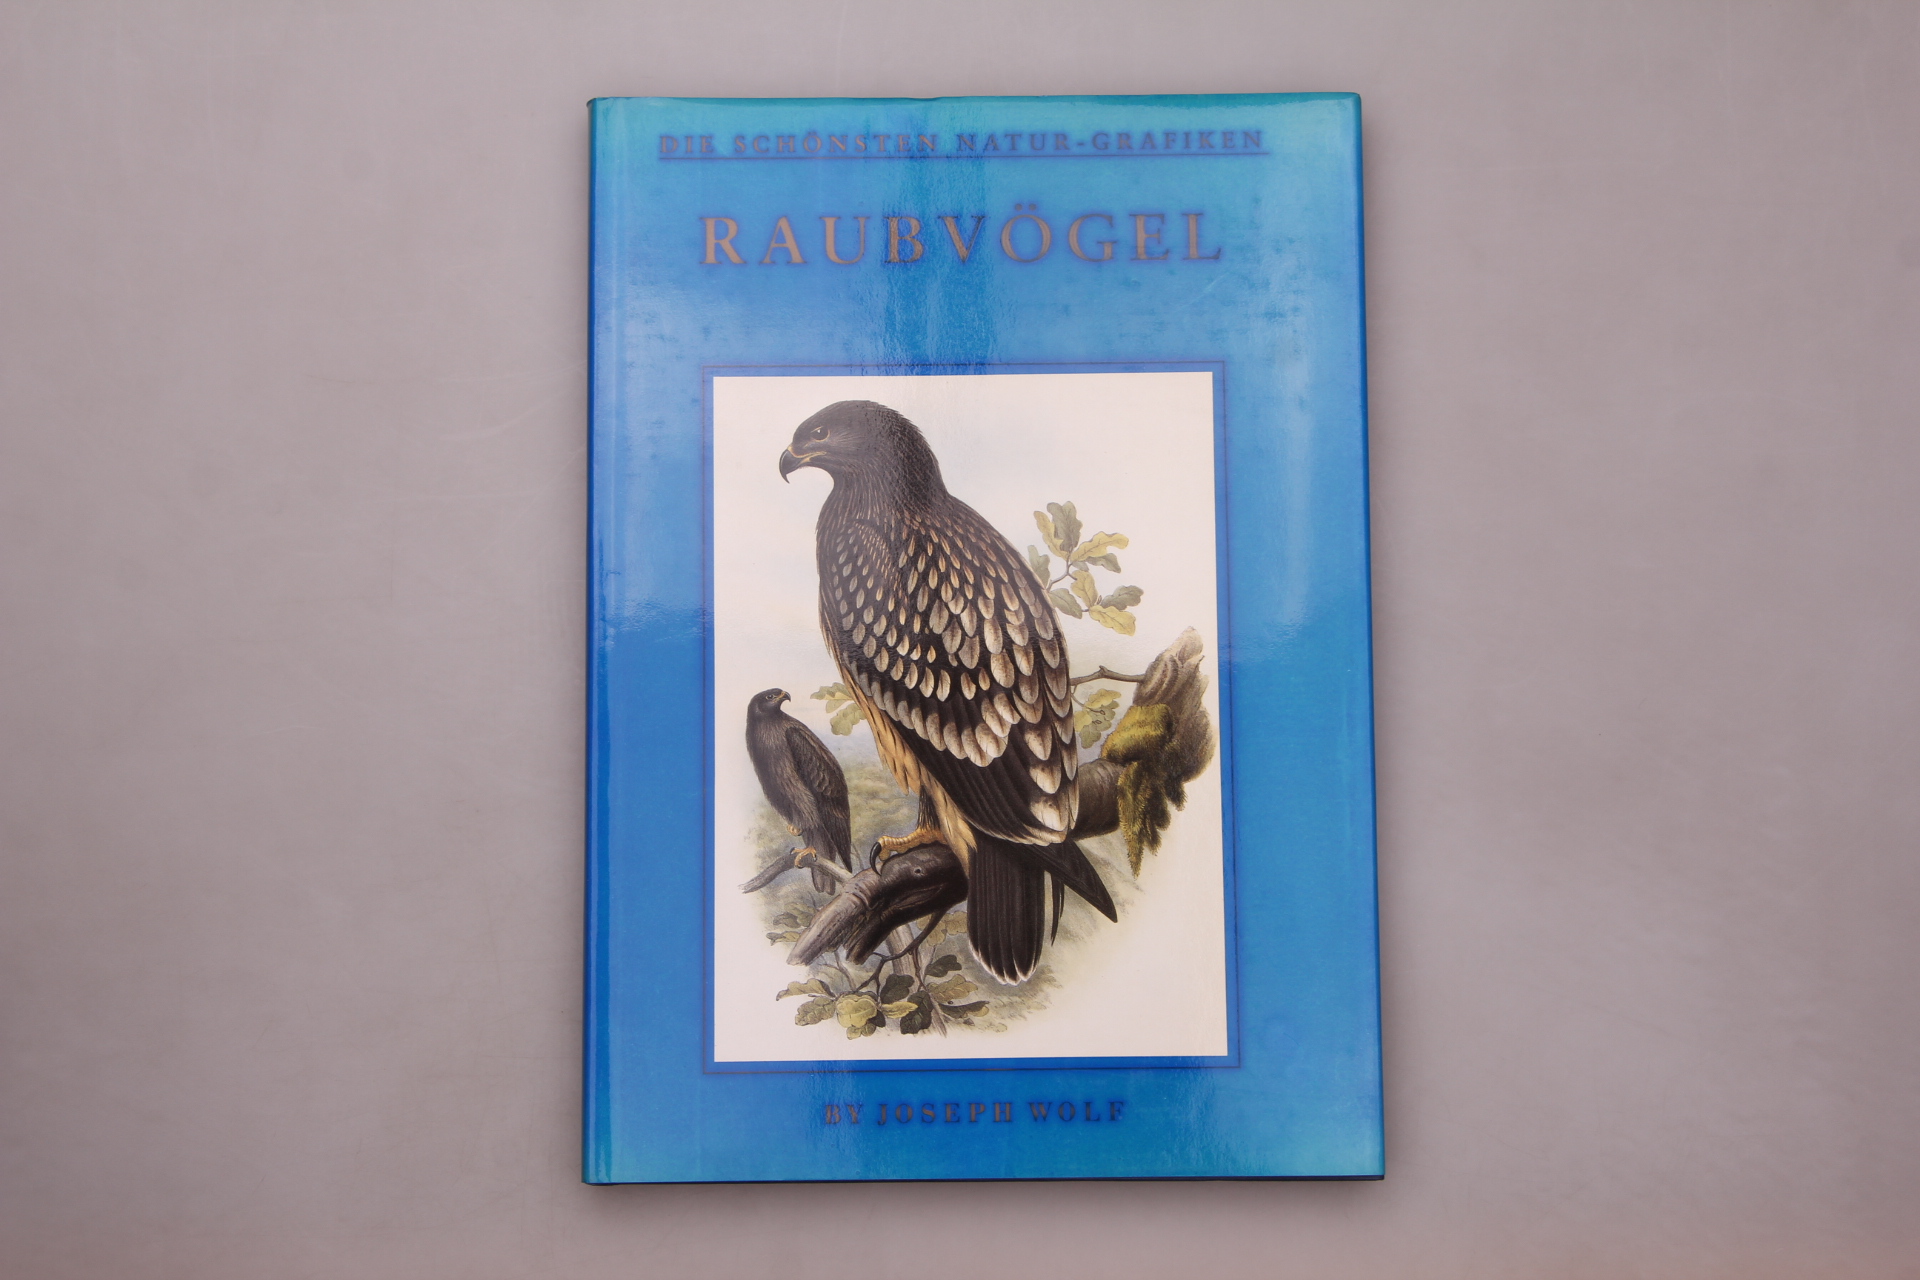 DIE SCHÖNSTEN NATUR-GRAFIKEN
RAUBVÖGEL
BY JOSEPH WOLF